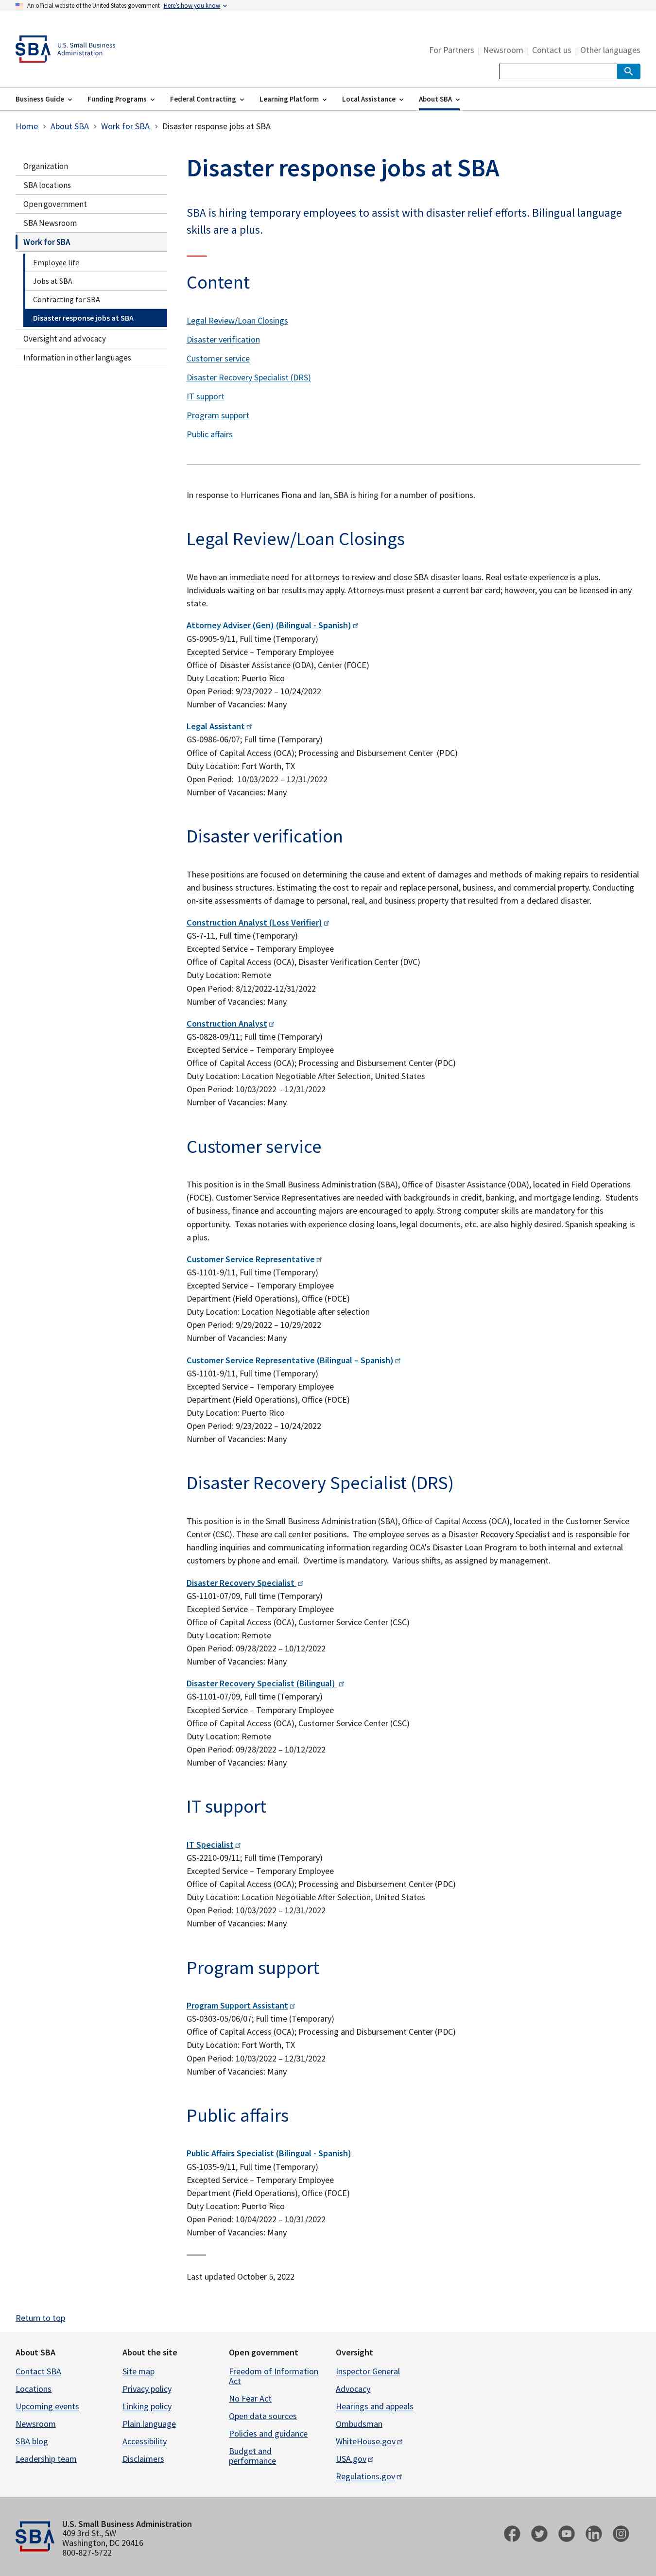 An official website of the United States government Here's how you know
SBA U.S. Small Business
Administration
For Partners | Newsroom | Contact us | Other languages
Business Guide Funding Programs Federal Contracting Learning Platform Local Assistance About SBA
Home > About SBA > Work for SBA > Disaster response jobs at SBA
Organization
SBA locations
Open government
SBA Newsroom
Work for SBA
Employee life
Jobs at SBA
Contracting for SBA
Disaster response jobs at SBA
Oversight and advocacy
Information in other languages
Disaster response jobs at SBA
SBA is hiring temporary employees to assist with disaster relief efforts. Bilingual language
skills are a plus.
Content
Legal Review/Loan Closings
Disaster verification
Customer service
Disaster Recovery Specialist (DRS)
IT support
Program support
Public affairs
In response to Hurricanes Fiona and Ian, SBA is hiring for a number of positions.
Legal Review/Loan Closings
We have an immediate need for attorneys to review and close SBA disaster loans. Real estate experience is a plus.
Individuals waiting on bar results may apply. Attorneys must present a current bar card; however, you can be licensed in any
state.
Attorney Adviser (Gen) (Bilingual - Spanish)
GS-0905-9/11, Full time (Temporary)
Excepted Service – Temporary Employee
Office of Disaster Assistance (ODA), Center (FOCE)
Duty Location: Puerto Rico
Open Period: 9/23/2022 – 10/24/2022
Number of Vacancies: Many
Legal Assistant
GS-0986-06/07; Full time (Temporary)
Office of Capital Access (OCA); Processing and Disbursement Center (PDC)
Duty Location: Fort Worth, TX
Open Period: 10/03/2022 – 12/31/2022
Number of Vacancies: Many
Disaster verification
These positions are focused on determining the cause and extent of damages and methods of making repairs to residential
and business structures. Estimating the cost to repair and replace personal, business, and commercial property. Conducting
on-site assessments of damage to personal, real, and business property that resulted from a declared disaster.
Construction Analyst (Loss Verifier)
GS-7-11, Full time (Temporary)
Excepted Service – Temporary Employee
Office of Capital Access (OCA), Disaster Verification Center (DVC)
Duty Location: Remote
Open Period: 8/12/2022-12/31/2022
Number of Vacancies: Many
Construction Analyst
GS-0828-09/11; Full time (Temporary)
Excepted Service – Temporary Employee
Office of Capital Access (OCA); Processing and Disbursement Center (PDC)
Duty Location: Location Negotiable After Selection, United States
Open Period: 10/03/2022 – 12/31/2022
Number of Vacancies: Many
Customer service
This position is in the Small Business Administration (SBA), Office of Disaster Assistance (ODA), located in Field Operations
(FOCE). Customer Service Representatives are needed with backgrounds in credit, banking, and mortgage lending. Students
of business, finance and accounting majors are encouraged to apply. Strong computer skills are mandatory for this
opportunity. Texas notaries with experience closing loans, legal documents, etc. are also highly desired. Spanish speaking is
a plus.
Customer Service Representative
GS-1101-9/11, Full time (Temporary)
Excepted Service – Temporary Employee
Department (Field Operations), Office (FOCE)
Duty Location: Location Negotiable after selection
Open Period: 9/29/2022 – 10/29/2022
Number of Vacancies: Many
Customer Service Representative (Bilingual – Spanish)
GS-1101-9/11, Full time (Temporary)
Excepted Service – Temporary Employee
Department (Field Operations), Office (FOCE)
Duty Location: Puerto Rico
Open Period: 9/23/2022 – 10/24/2022
Number of Vacancies: Many
Disaster Recovery Specialist (DRS)
This position is in the Small Business Administration (SBA), Office of Capital Access (OCA), located in the Customer Service
Center (CSC). These are call center positions. The employee serves as a Disaster Recovery Specialist and is responsible for
handling inquiries and communicating information regarding OCA's Disaster Loan Program to both internal and external
customers by phone and email. Overtime is mandatory. Various shifts, as assigned by management.
Disaster Recovery Specialist
GS-1101-07/09, Full time (Temporary)
Excepted Service – Temporary Employee
Office of Capital Access (OCA), Customer Service Center (CSC)
Duty Location: Remote
Open Period: 09/28/2022 – 10/12/2022
Number of Vacancies: Many
Disaster Recovery Specialist (Bilingual)
GS-1101-07/09, Full time (Temporary)
Excepted Service – Temporary Employee
Office of Capital Access (OCA), Customer Service Center (CSC)
Duty Location: Remote
Open Period: 09/28/2022 – 10/12/2022
Number of Vacancies: Many
IT support
IT Specialist
GS-2210-09/11; Full time (Temporary)
Excepted Service – Temporary Employee
Office of Capital Access (OCA); Processing and Disbursement Center (PDC)
Duty Location: Location Negotiable After Selection, United States
Open Period: 10/03/2022 – 12/31/2022
Number of Vacancies: Many
Program support
Program Support Assistant
GS-0303-05/06/07; Full time (Temporary)
Office of Capital Access (OCA); Processing and Disbursement Center (PDC)
Duty Location: Fort Worth, TX
Open Period: 10/03/2022 – 12/31/2022
Number of Vacancies: Many
Public affairs
Public Affairs Specialist (Bilingual - Spanish)
GS-1035-9/11, Full time (Temporary)
Excepted Service – Temporary Employee
Department (Field Operations), Office (FOCE)
Duty Location: Puerto Rico
Open Period: 10/04/2022 – 10/31/2022
Number of Vacancies: Many
Last updated October 5, 2022
Return to top
About SBA
Contact SBA
Locations
Upcoming events
Newsroom
SBA blog
Leadership team
About the site
Site map
Privacy policy
Linking policy
Plain language
Accessibility
Disclaimers
Open government
Freedom of Information
Act
No Fear Act
Open data sources
Policies and guidance
Budget and
performance
Oversight
Inspector General
Advocacy
Hearings and appeals
Ombudsman
WhiteHouse.gov
USA.gov
Regulations.gov
SBA
U.S. Small Business Administration
409 3rd St., SW
Washington, DC 20416
800-827-5722